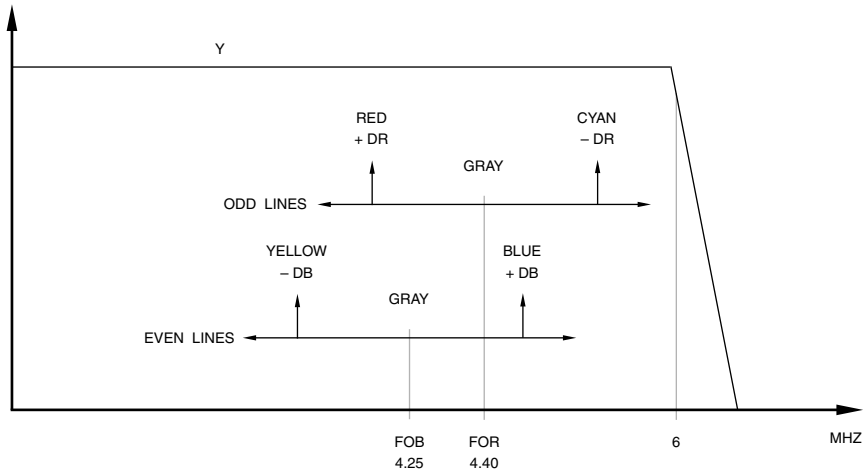 Y
RED
+ DR
CYAN
– DR
GRAY
ODD LINES
YELLOW
– DB
BLUE
+ DB
GRAY
EVEN LINES
FOB
4.25
FOR
4.40
6
MHZ